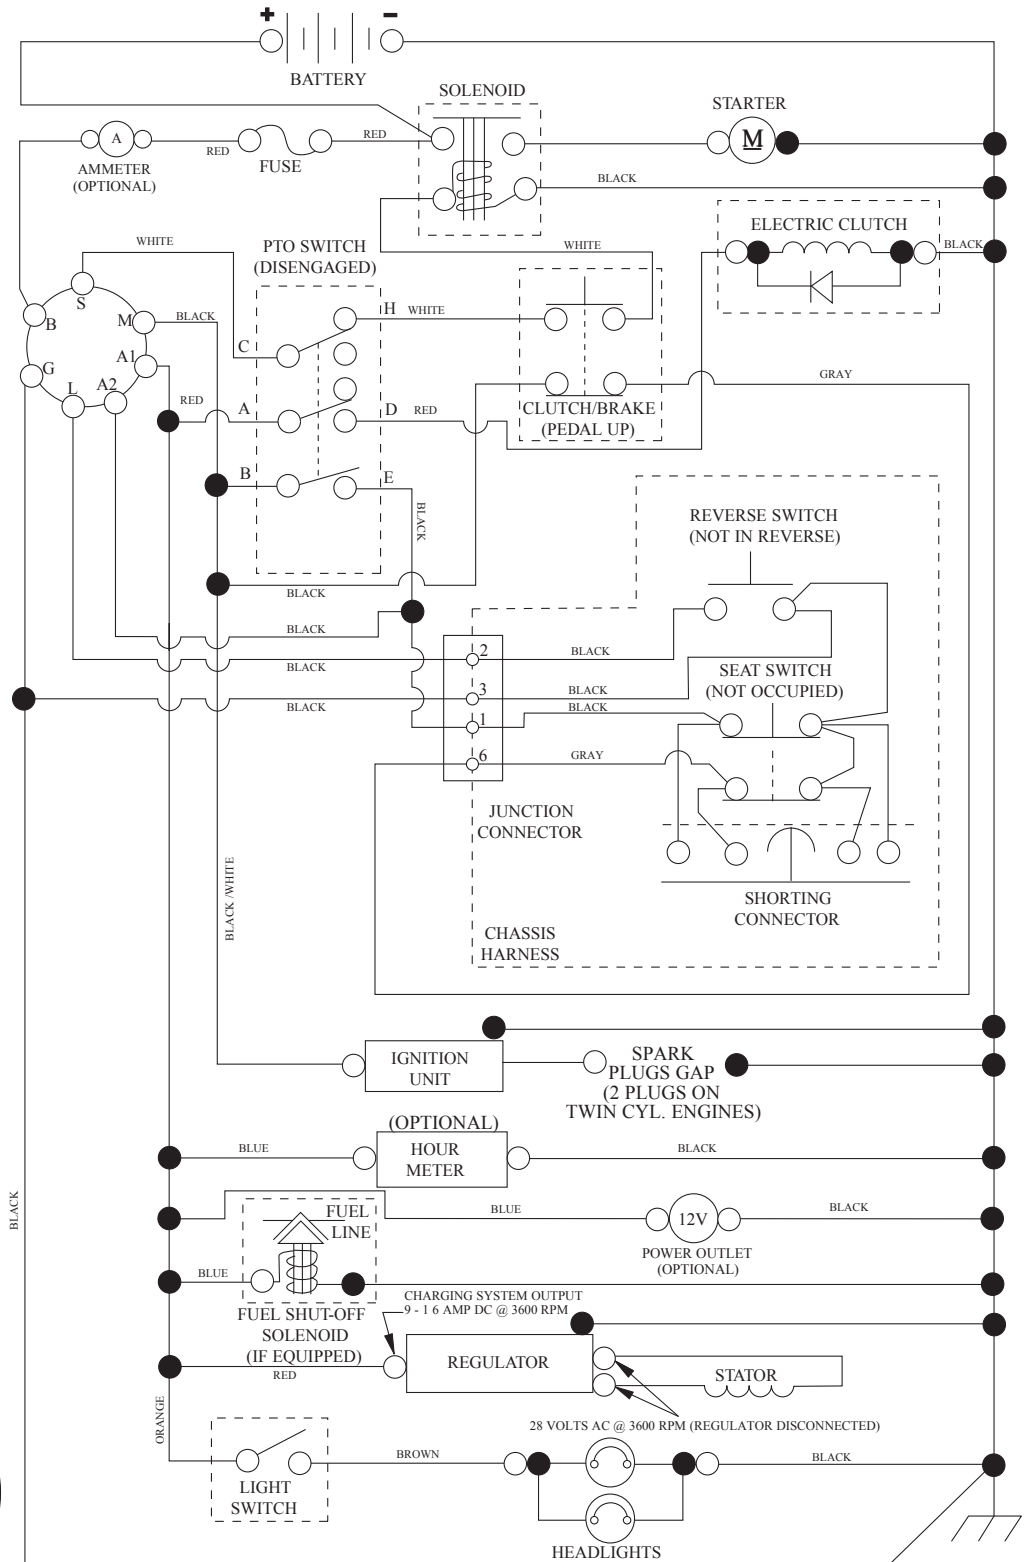 + −
BATTERY
SOLENOID
STARTER
A
RED
FUSE
RED
M
AMMETER
(OPTIONAL)
BLACK
WHITE
PTO SWITCH
(DISENGAGED)
WHITE
ELECTRIC CLUTCH
BLACK
S
B
M
BLACK
H
WHITE
C
G
A1
L
A2
RED
A
D
RED
GRAY
CLUTCH/BRAKE
(PEDAL UP)
B
E
BLACK
REVERSE SWITCH
(NOT IN REVERSE)
BLACK
BLACK
2
BLACK
BLACK
SEAT SWITCH
(NOT OCCUPIED)
3
BLACK
BLACK
BLACK
1
6
GRAY
JUNCTION
CONNECTOR
BLACK /WHITE
SHORTING
CONNECTOR
CHASSIS
HARNESS
IGNITION
UNIT
SPARK
PLUGS GAP
(2 PLUGS ON
TWIN CYL. ENGINES)
(OPTIONAL)
HOUR
METER
BLUE
BLACK
BLACK
FUEL
LINE
BLUE
12V
BLACK
POWER OUTLET
(OPTIONAL)
BLUE
CHARGING SYSTEM OUTPUT
9 - 1 6 AMP DC @ 3600 RPM
FUEL SHUT-OFF
SOLENOID
(IF EQUIPPED)
RED
REGULATOR
STATOR
ORANGE
28 VOLTS AC @ 3600 RPM (REGULATOR DISCONNECTED)
BROWN
BLACK
LIGHT
SWITCH
HEADLIGHTS